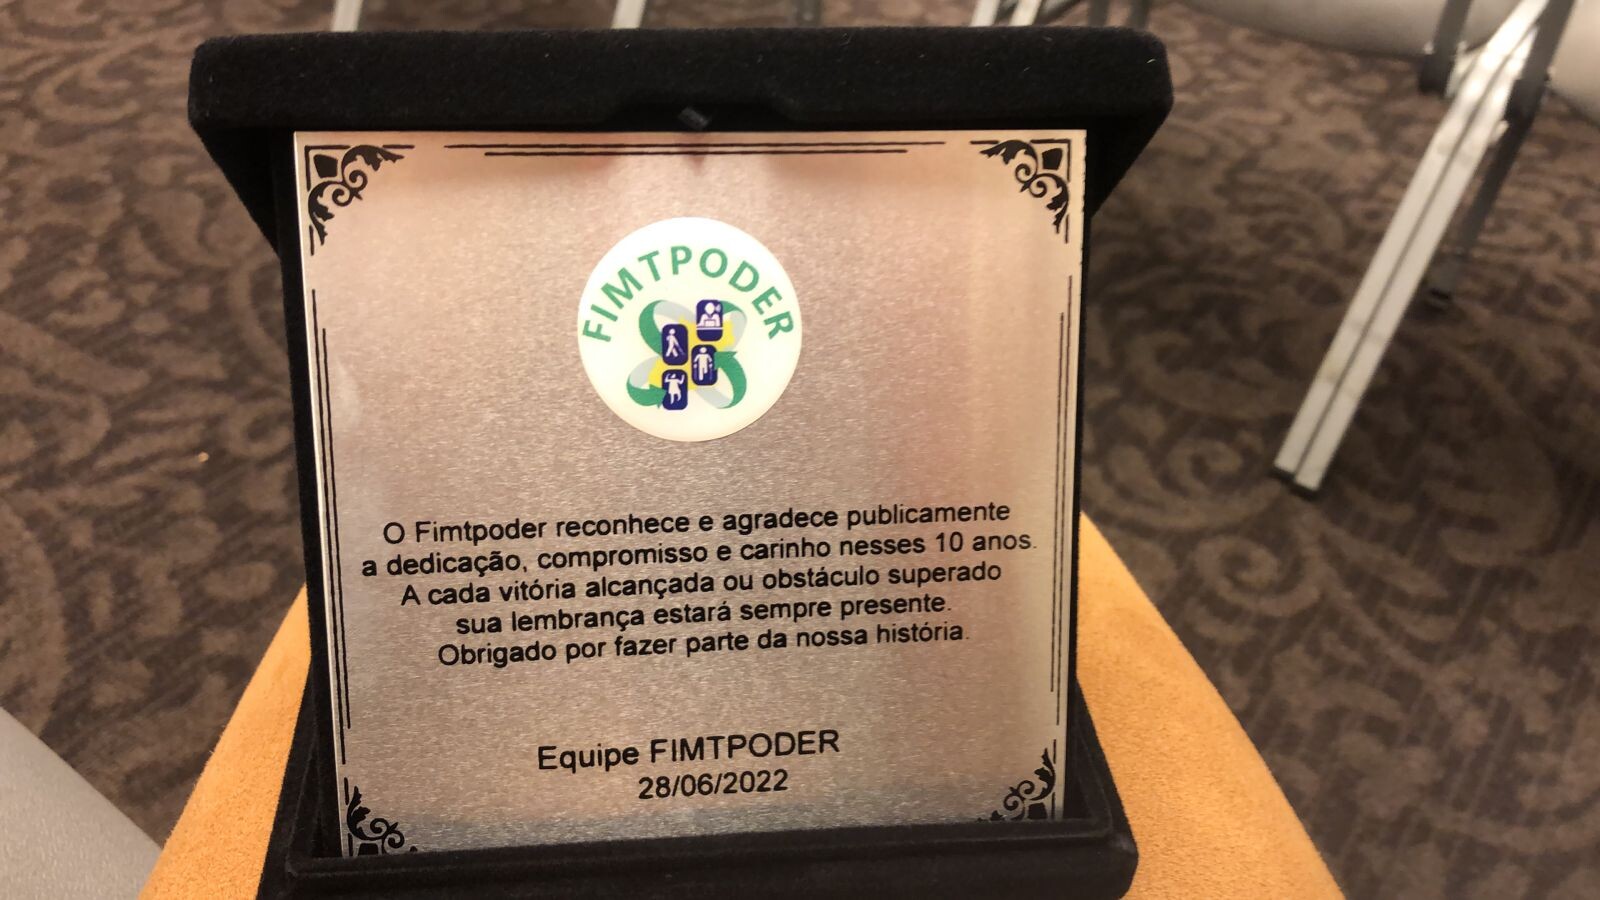 FIMTPODER
O Fimtpoder reconhece e agradece publicamente
a dedicação, compromisso e carinho nesses 10 anos.
A cada vitória alcançada ou obstáculo superado
sua lembrança estará sempre presente.
Obrigado por fazer parte da nossa história.
Equipe FIMTPODER
28/06/2022